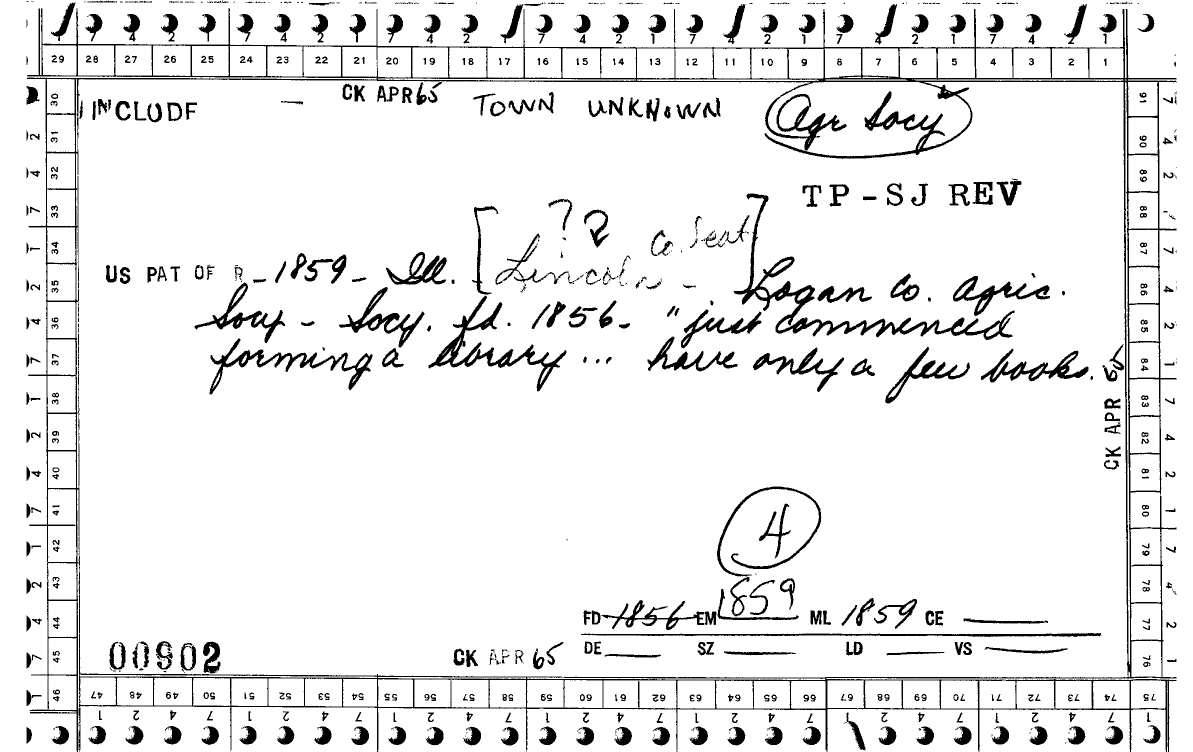 7 4 2 1 7 4 2 1 7 4 2 1 7 4 2 1 7 4 2 1 7 4 2 1 7 4 2 1
29 28 27 26 25 24 23 22 21 20 19 18 17 16 15 14 13 12 11 10 9 8 7 6 5 4 3 2 1
INCLUDE — CK APR 65 TOWN UNKNOWN Agr Socy
TP-SJ REV
[ ? ? Co. Seat ]
US PAT OF R - 1859 - Ill. [Lincoln -] Logan Co. Agric.
Socy - Socy. fd. 1856 - "just commenced
forming a library ... have only a few books.
CK APR 65
4
1859
FD 1856 EM ML 1859 CE
DE SZ LD VS
00902 CK APR 65
30 31 32 33 34 35 36 37 38 39 40 41 42 43 44 45 46
91 90 89 88 87 86 85 84 83 82 81 80 79 78 77 76 75
47 48 49 50 51 52 53 54 55 56 57 58 59 60 61 62 63 64 65 66 67 68 69 70 71 72 73 74 75
1 2 4 7 1 2 4 7 1 2 4 7 1 2 4 7 1 2 4 7 1 2 4 7 1 2 4 7 1